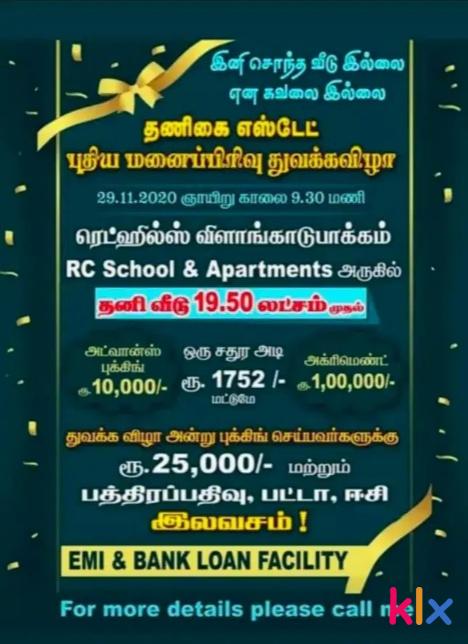 இனி சொந்த வீடு இல்லை
என கவலை இல்லை
தணிகை எஸ்டேட்
புதிய மனைப்பிரிவு துவக்கவிழா
29.11.2020 ஞாயிறு காலை 9.30 மணி
ரெட்ஹில்ஸ் விளாங்காடுபாக்கம்
RC School & Apartments அருகில்
தனி வீடு 19.50 லட்சம் முதல்
அட்வான்ஸ்
புக்கிங்
ரூ.10,000/-
ஒரு சதுர அடி
ரூ. 1752 /-
மட்டுமே
அக்ரிமெண்ட்
ரூ.1,00,000/-
துவக்க விழா அன்று புக்கிங் செய்பவர்களுக்கு
ரூ.25,000/- மற்றும்
பத்திரப்பதிவு, பட்டா, ஈசி
இலவசம் !
EMI & BANK LOAN FACILITY
For more details please call me
klx